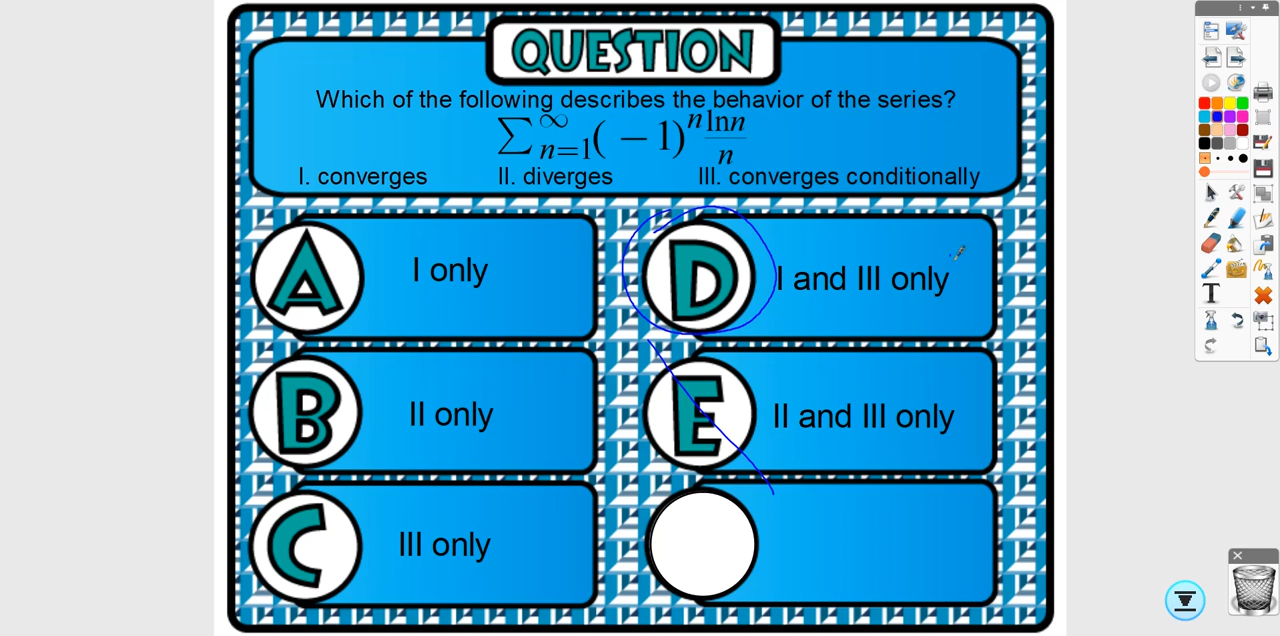 QUESTION
Which of the following describes the behavior of the series?
∑ ∞ n=1 ( − 1)^n lnn/n
I. converges II. diverges III. converges conditionally
A I only
B II only
C III only
D I and III only
E II and III only
T